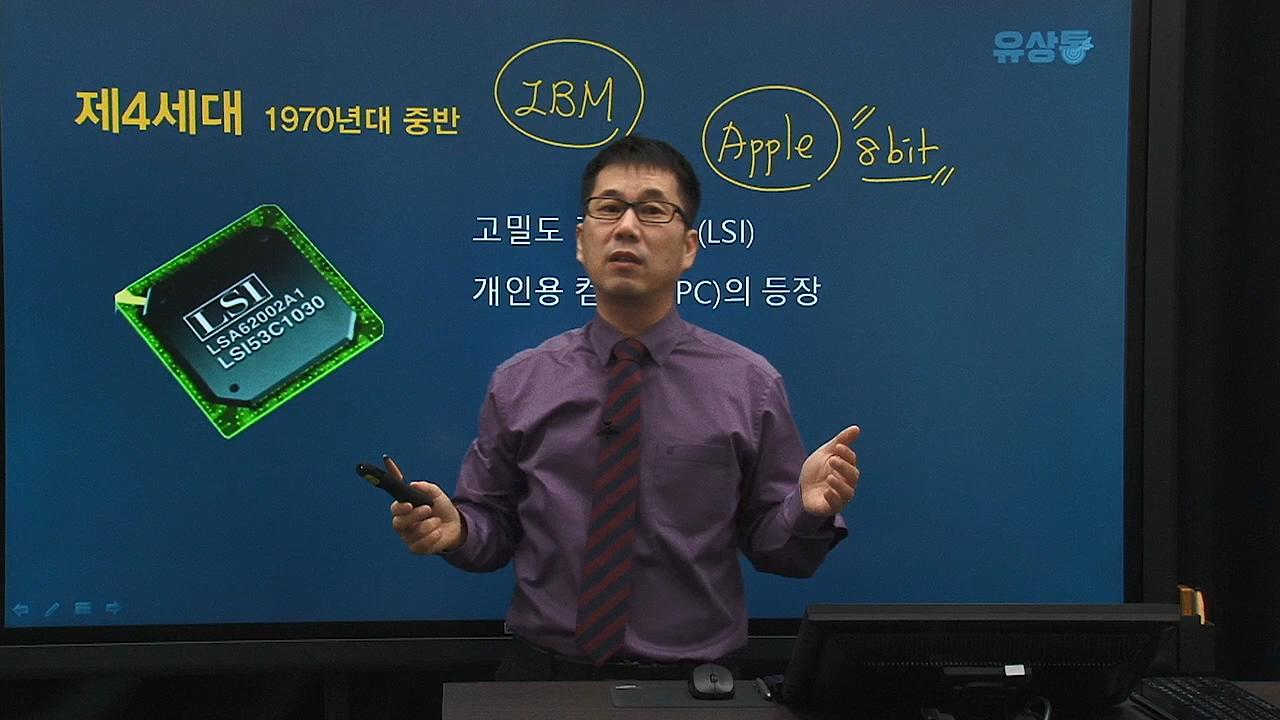 유상통
제4세대 1970년대 중반
IBM
Apple "8bit"
고밀도 (LSI)
개인용 PC)의 등장
LSI
LSA62002A1
LSI53C1030